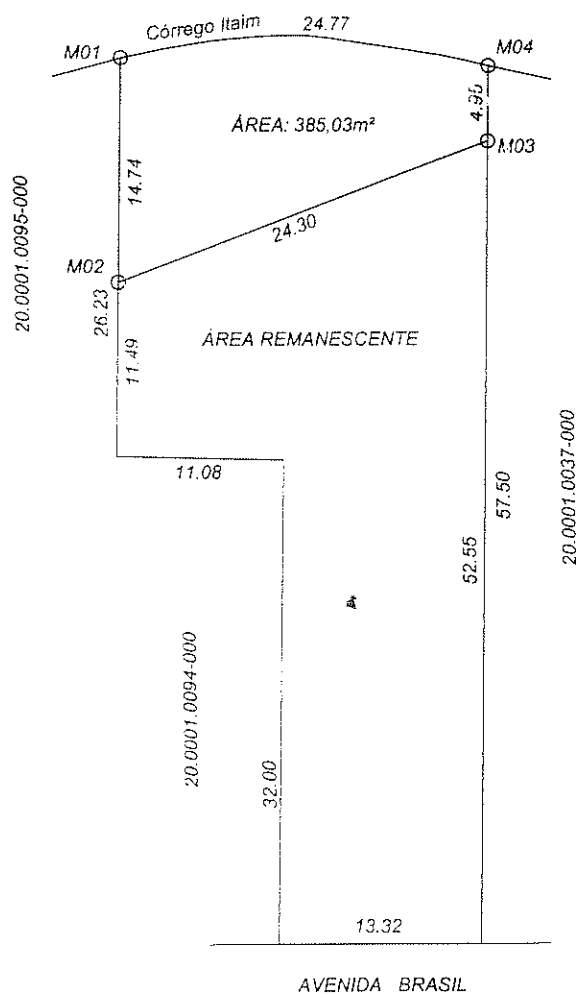 Córrego Itaim
24.77
M01
M04
ÁREA: 385,03m²
4.95
M03
14.74
20.0001.0095-000
24.30
M02
26.23
11.49
ÁREA REMANESCENTE
11.08
57.50
52.55
20.0001.0037-000
20.0001.0094-000
32.00
13.32
AVENIDA BRASIL